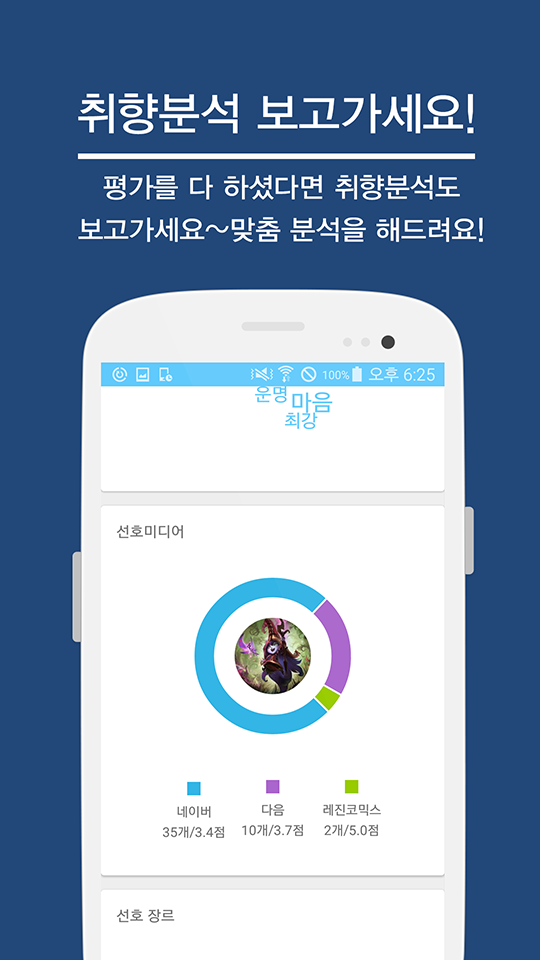 취향분석 보고가세요!
평가를 다 하셨다면 취향분석도
보고가세요~맞춤 분석을 해드려요!
100% 오후 6:25
운명 마음
최강
선호미디어
네이버 다음 레진코믹스
35개/3.4점 10개/3.7점 2개/5.0점
선호 장르